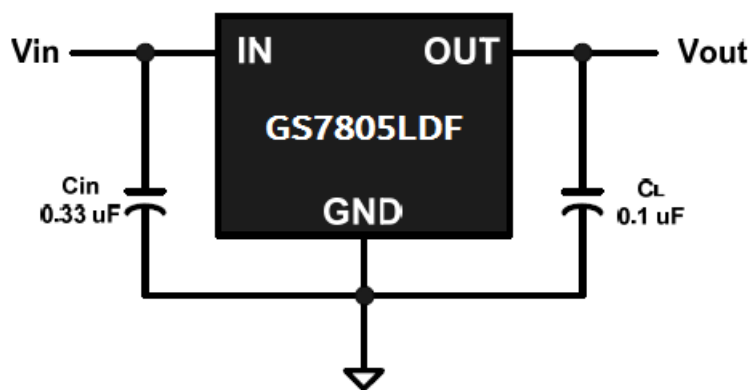 Vin
IN
OUT
Vout
GS7805LDF
Cin
0.33 uF
GND
CL
0.1 uF